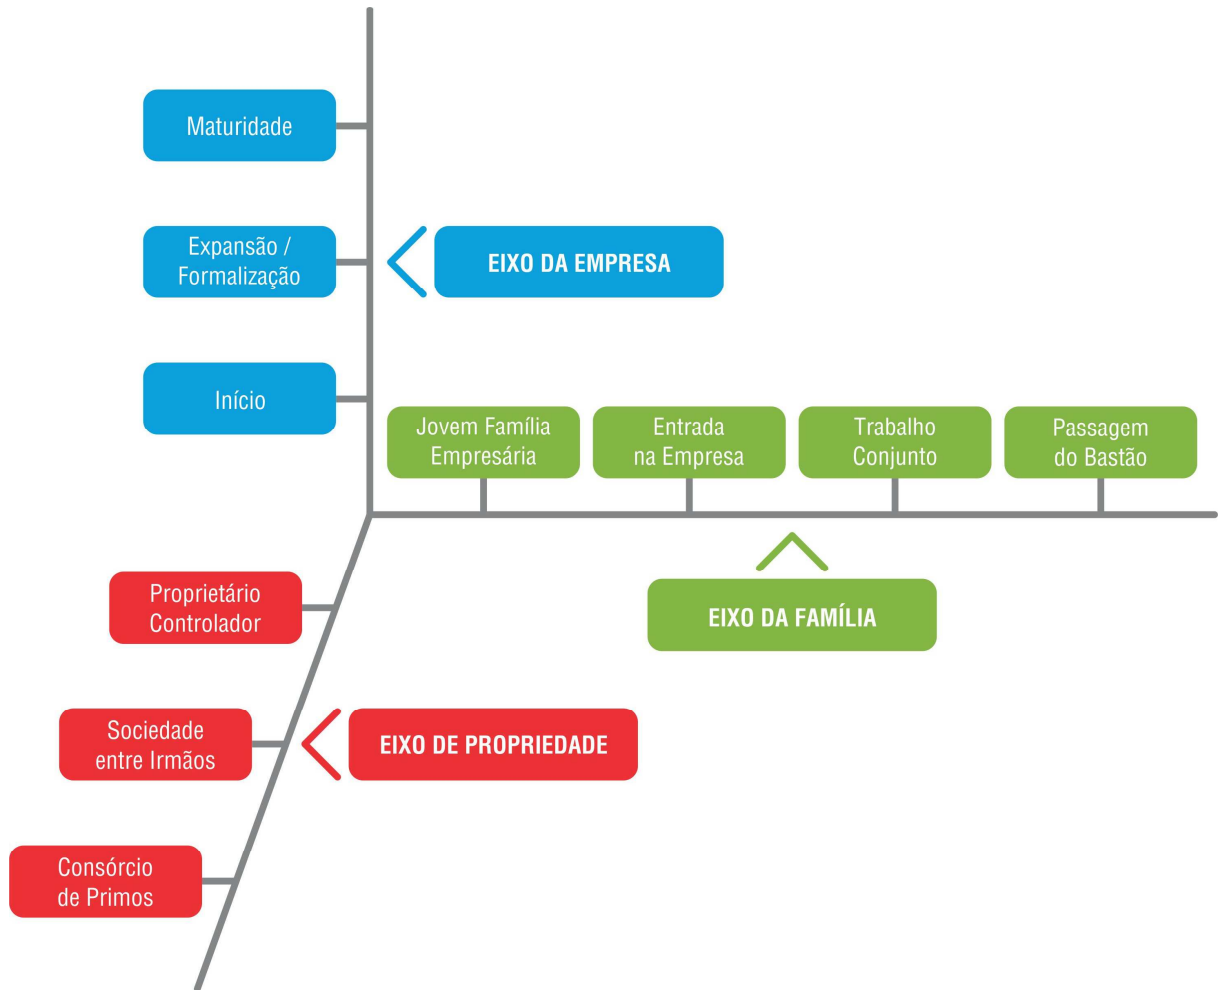 Maturidade
Expansão /
Formalização
EIXO DA EMPRESA
Início
Jovem Família
Empresária
Entrada
na Empresa
Trabalho
Conjunto
Passagem
do Bastão
Proprietário
Controlador
EIXO DA FAMÍLIA
Sociedade
entre Irmãos
EIXO DE PROPRIEDADE
Consórcio
de Primos